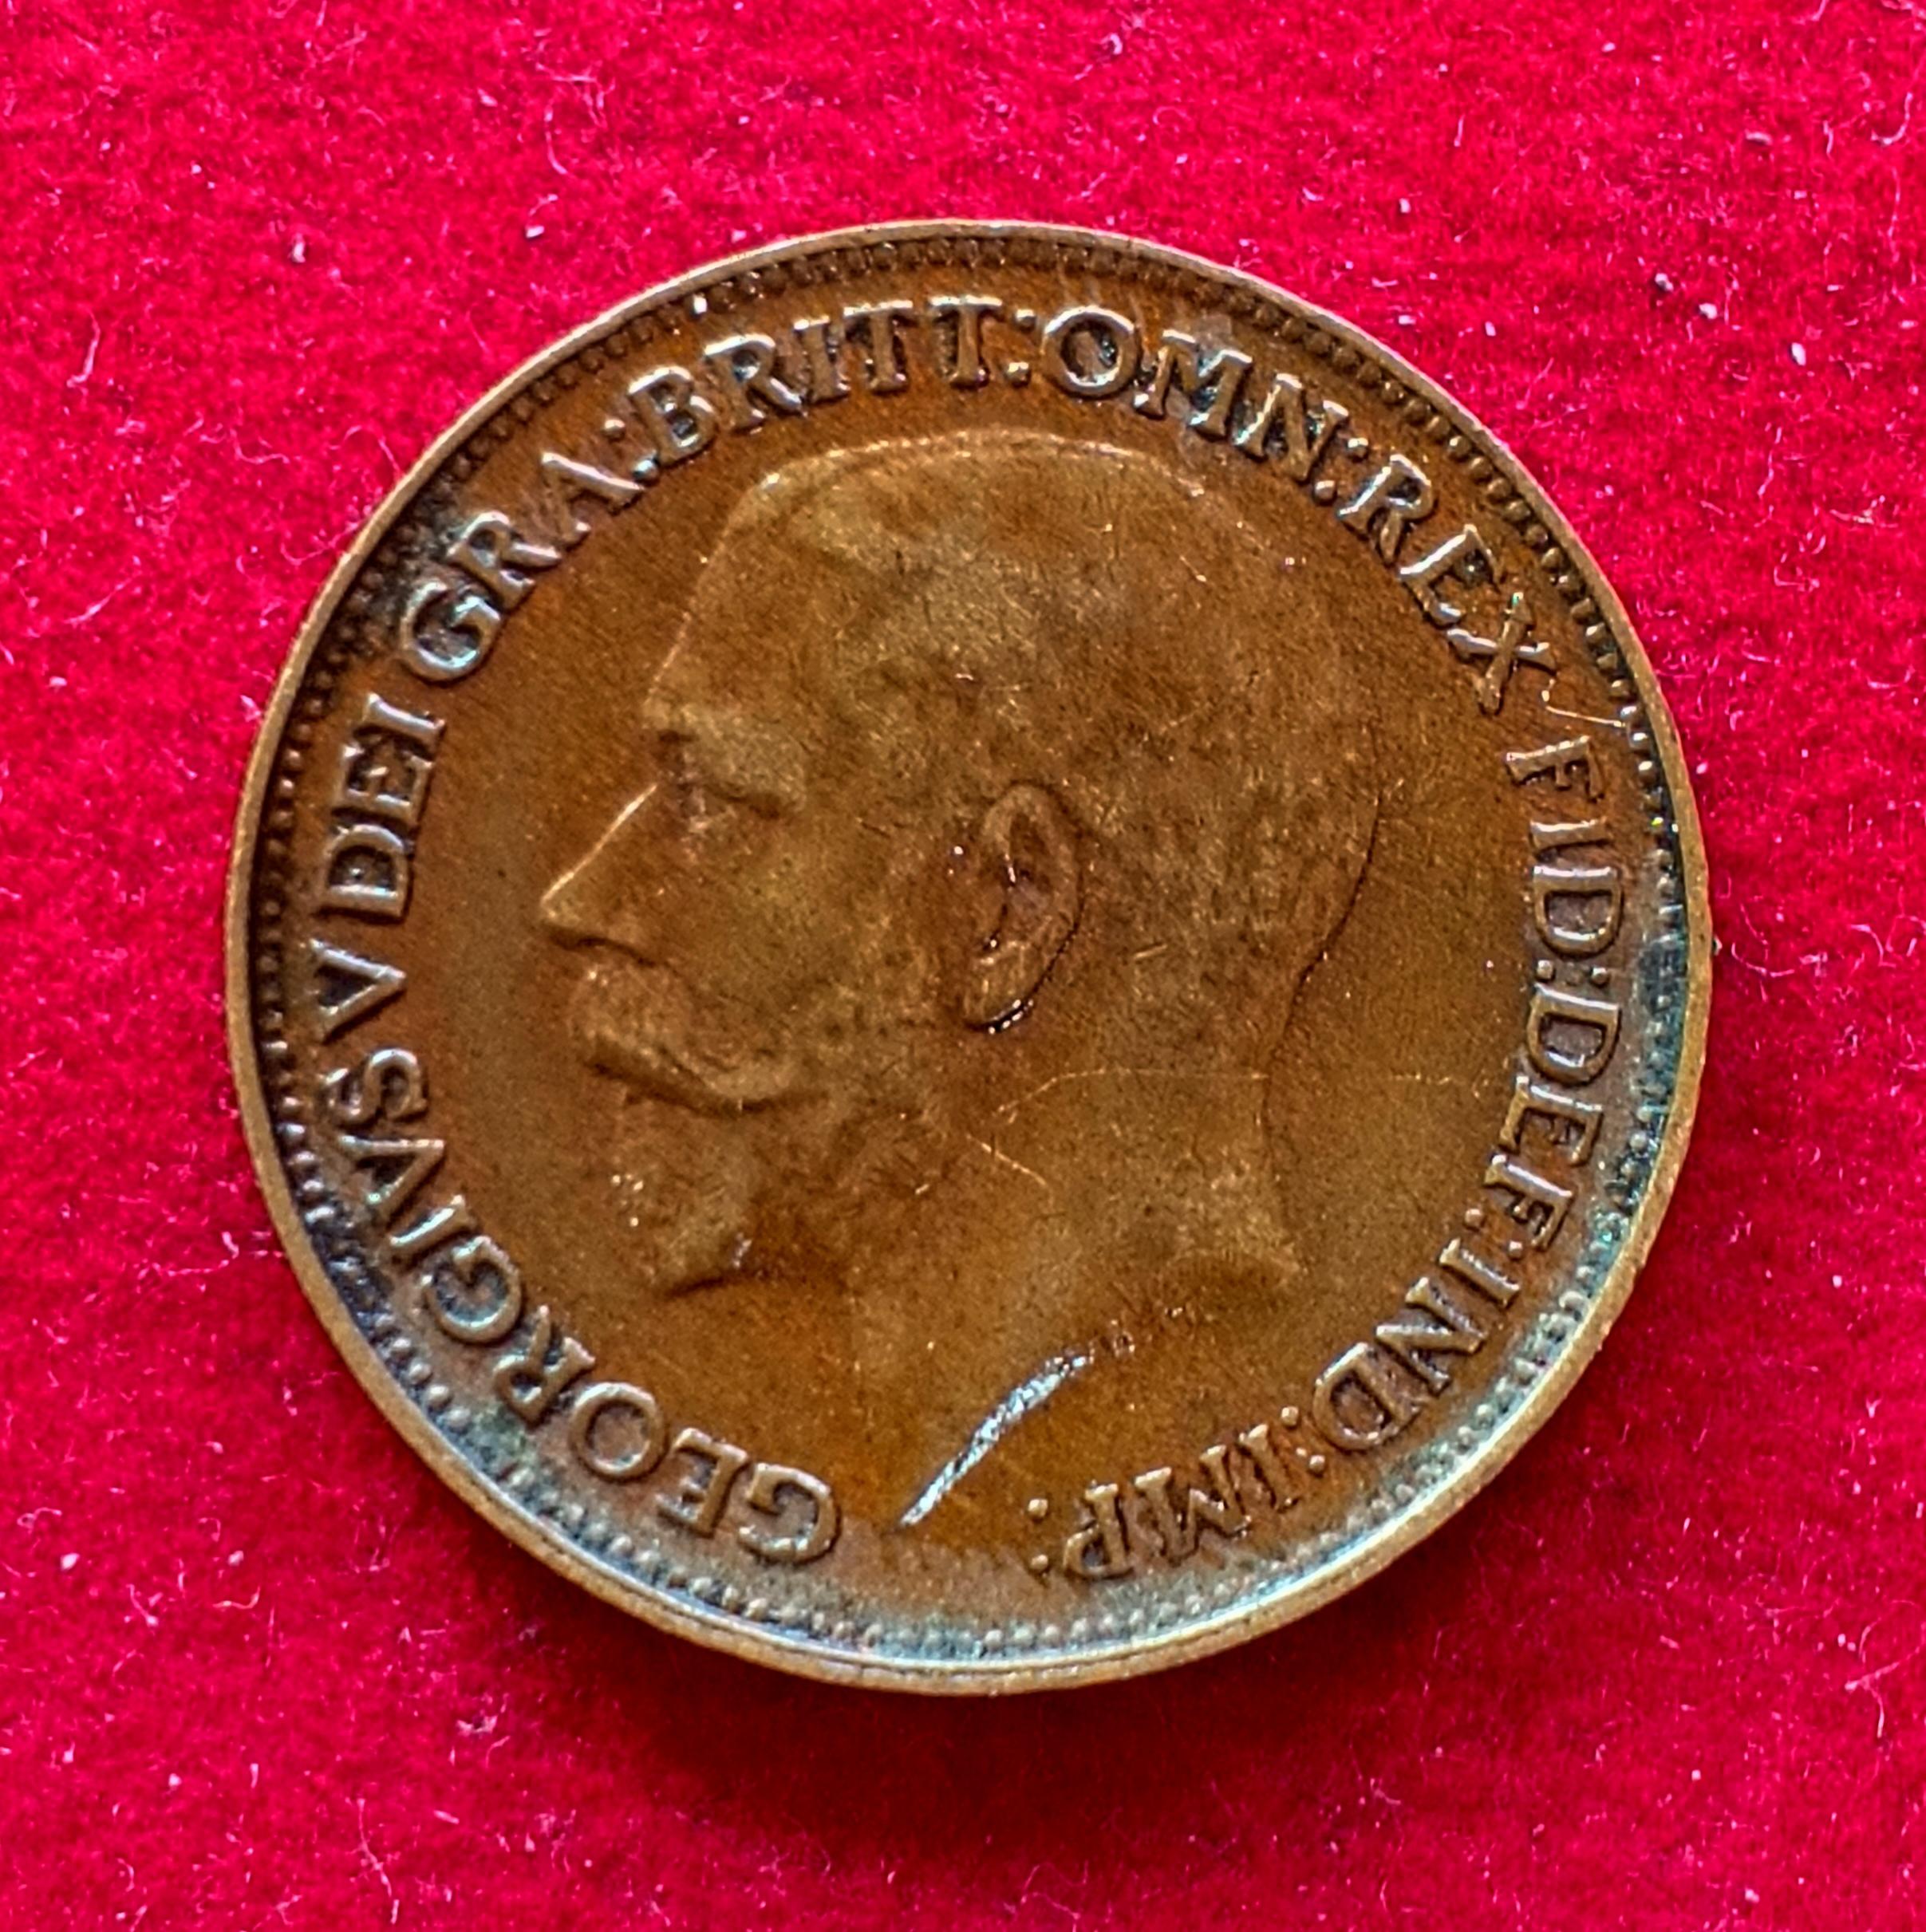 GEORGIVS V DEI GRA:BRITT:OMN:REX FID:DEF:IND:IMP: